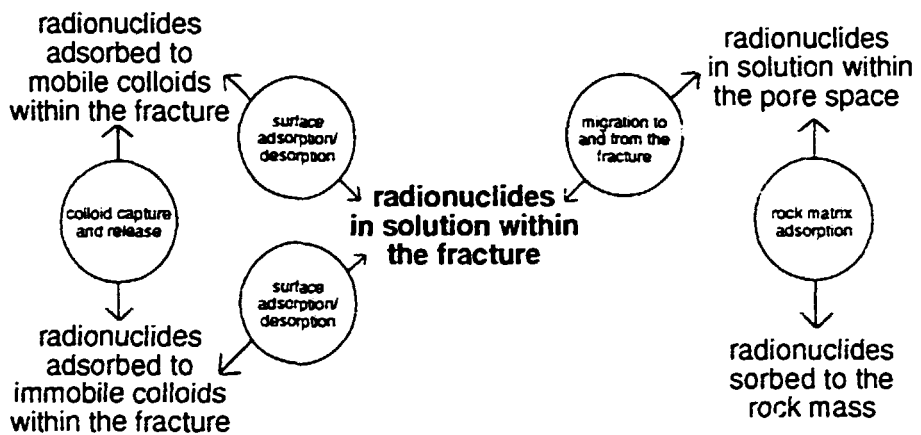 radionuclides
adsorbed to
mobile colloids
within the fracture
surface
adsorption/
desorption
colloid capture
and release
surface
adsorption/
desorption
radionuclides
adsorbed to
immobile colloids
within the fracture
radionuclides
in solution within
the fracture
migration to
and from the
fracture
radionuclides
in solution within
the pore space
rock matrix
adsorption
radionuclides
sorbed to the
rock mass